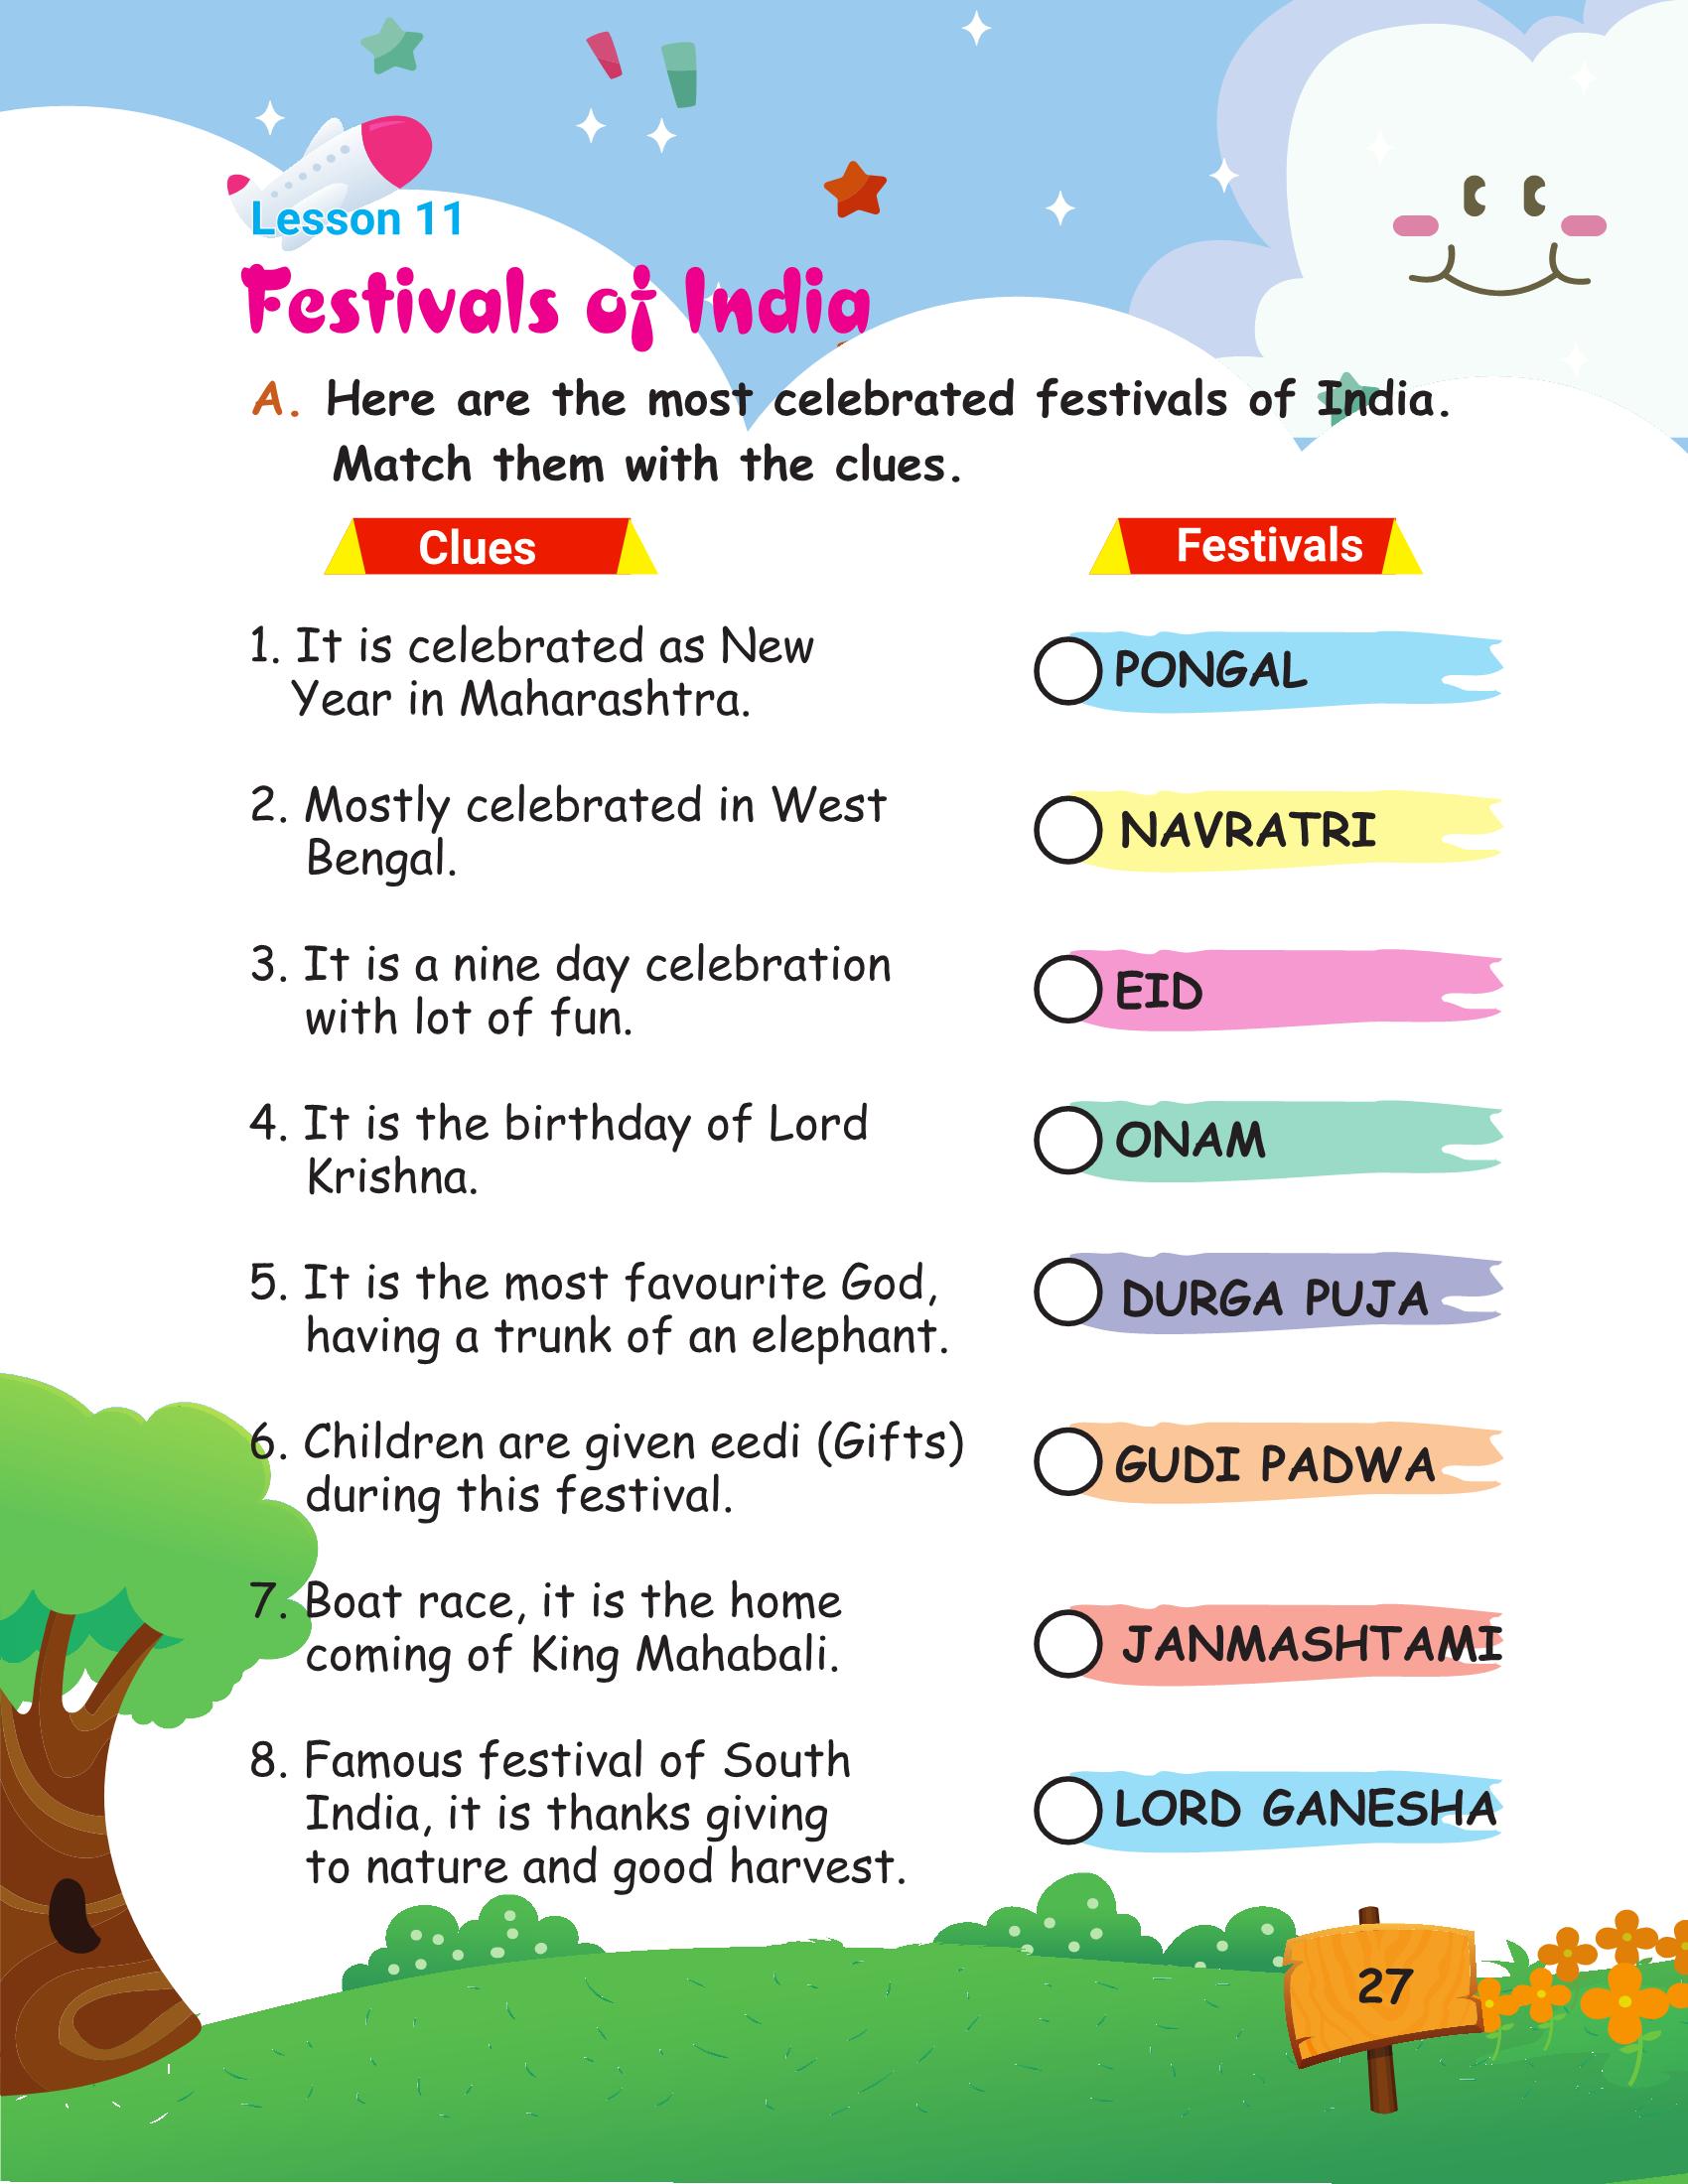 Lesson 11
Festivals of India
A. Here are the most celebrated festivals of India.
Match them with the clues.
Clues
Festivals
1. It is celebrated as New
Year in Maharashtra.
PONGAL
2. Mostly celebrated in West
Bengal.
NAVRATRI
3. It is a nine day celebration
with lot of fun.
EID
4. It is the birthday of Lord
Krishna.
ONAM
5. It is the most favourite God,
having a trunk of an elephant.
DURGA PUJA
6. Children are given eedi (Gifts)
during this festival.
GUDI PADWA
7. Boat race, it is the home
coming of King Mahabali.
JANMASHTAMI
8. Famous festival of South
India, it is thanks giving
to nature and good harvest.
LORD GANESHA
27